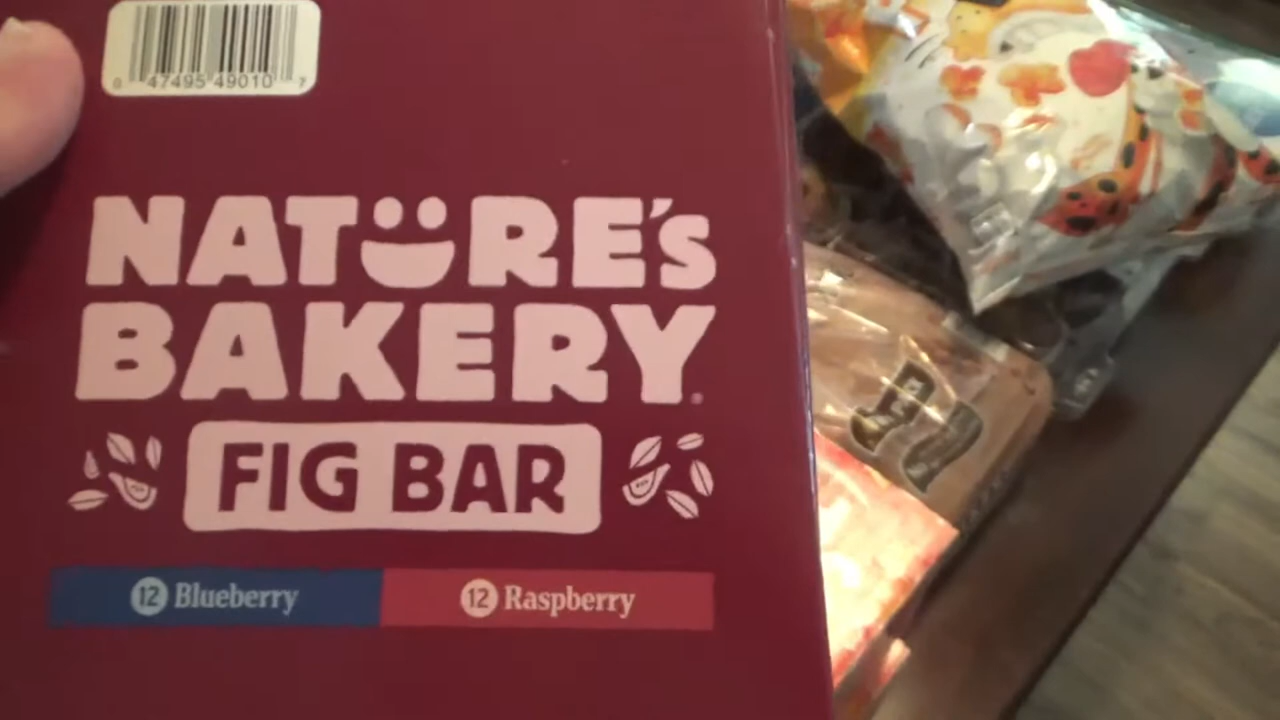 0 47495 49010 7
NATURE's
BAKERY
FIG BAR
12 Blueberry 12 Raspberry